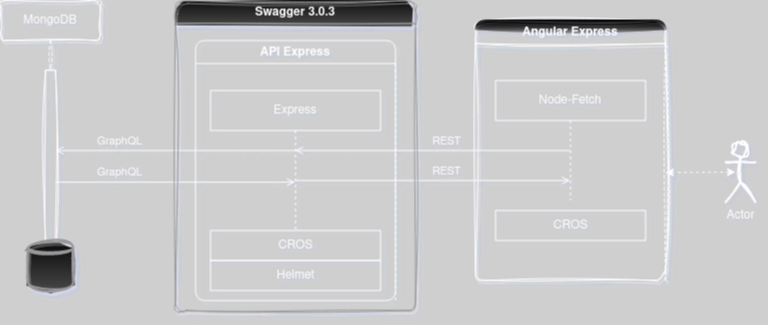 MongoDB
Swagger 3.0.3
API Express
Express
GraphQL
GraphQL
CROS
Helmet
REST
REST
Angular Express
Node-Fetch
CROS
Actor